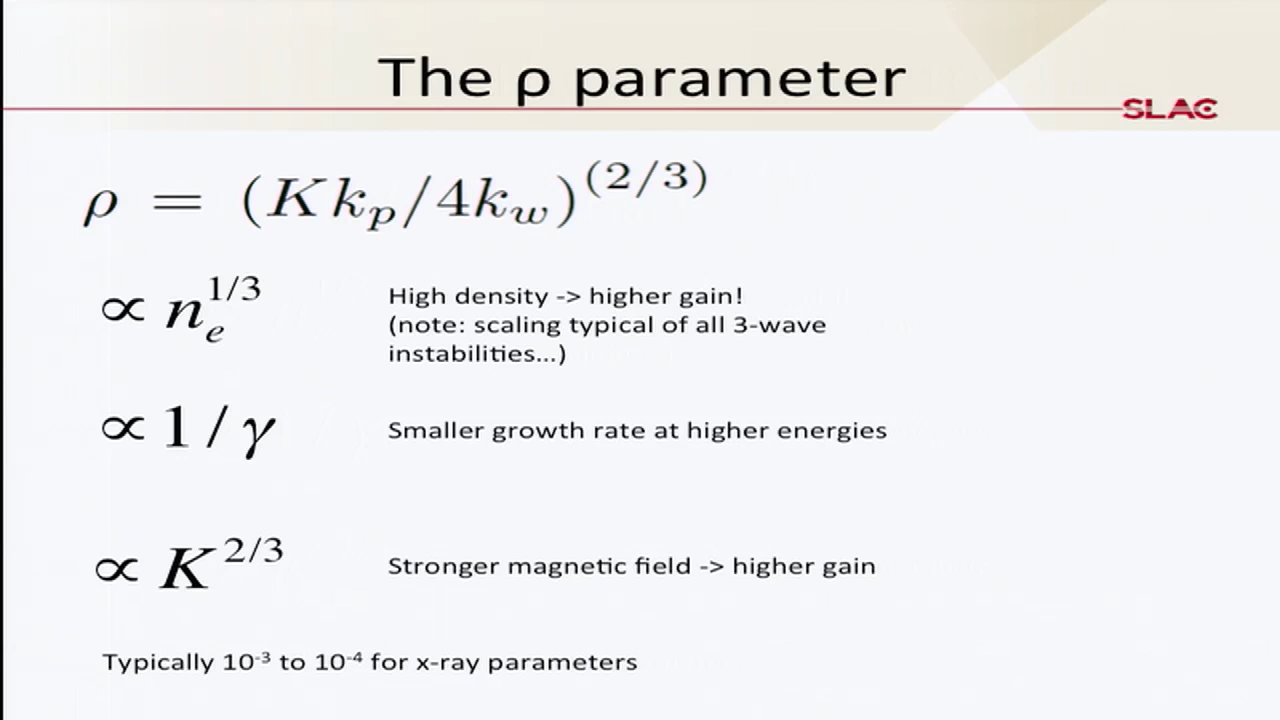 The ρ parameter
SLAC
ρ = (Kk_p/4k_w)^(2/3)
∝ n_e^1/3
High density -> higher gain!
(note: scaling typical of all 3-wave
instabilities...)
∝ 1/γ
Smaller growth rate at higher energies
∝ K^2/3
Stronger magnetic field -> higher gain
Typically 10^-3 to 10^-4 for x-ray parameters